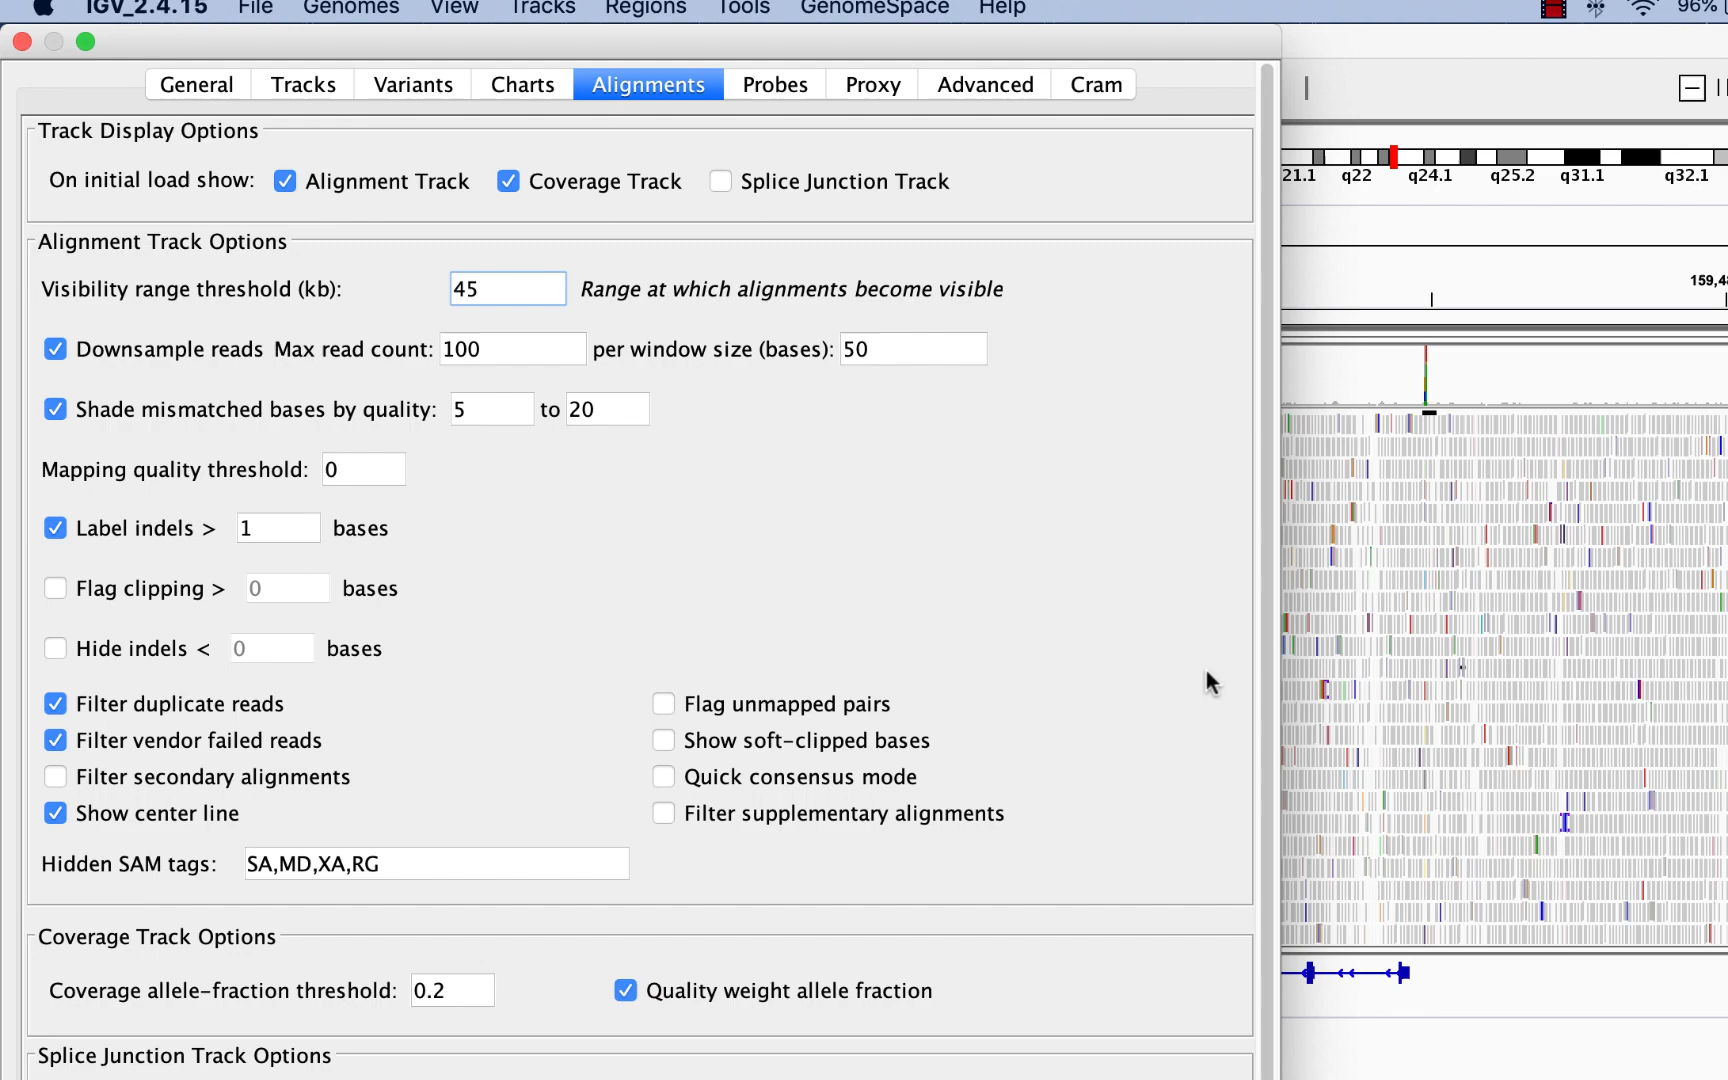 IGV_2.4.15 File Genomes View Tracks Regions Tools GenomeSpace Help 96%
General Tracks Variants Charts Alignments Probes Proxy Advanced Cram
Track Display Options
On initial load show: Alignment Track Coverage Track Splice Junction Track
21.1 q22 q24.1 q25.2 q31.1 q32.1
Alignment Track Options
Visibility range threshold (kb): 45 Range at which alignments become visible
Downsample reads Max read count: 100 per window size (bases): 50
Shade mismatched bases by quality: 5 to 20
Mapping quality threshold: 0
Label indels > 1 bases
Flag clipping > 0 bases
Hide indels < 0 bases
Filter duplicate reads Flag unmapped pairs
Filter vendor failed reads Show soft-clipped bases
Filter secondary alignments Quick consensus mode
Show center line Filter supplementary alignments
Hidden SAM tags: SA,MD,XA,RG
Coverage Track Options
Coverage allele-fraction threshold: 0.2 Quality weight allele fraction
Splice Junction Track Options